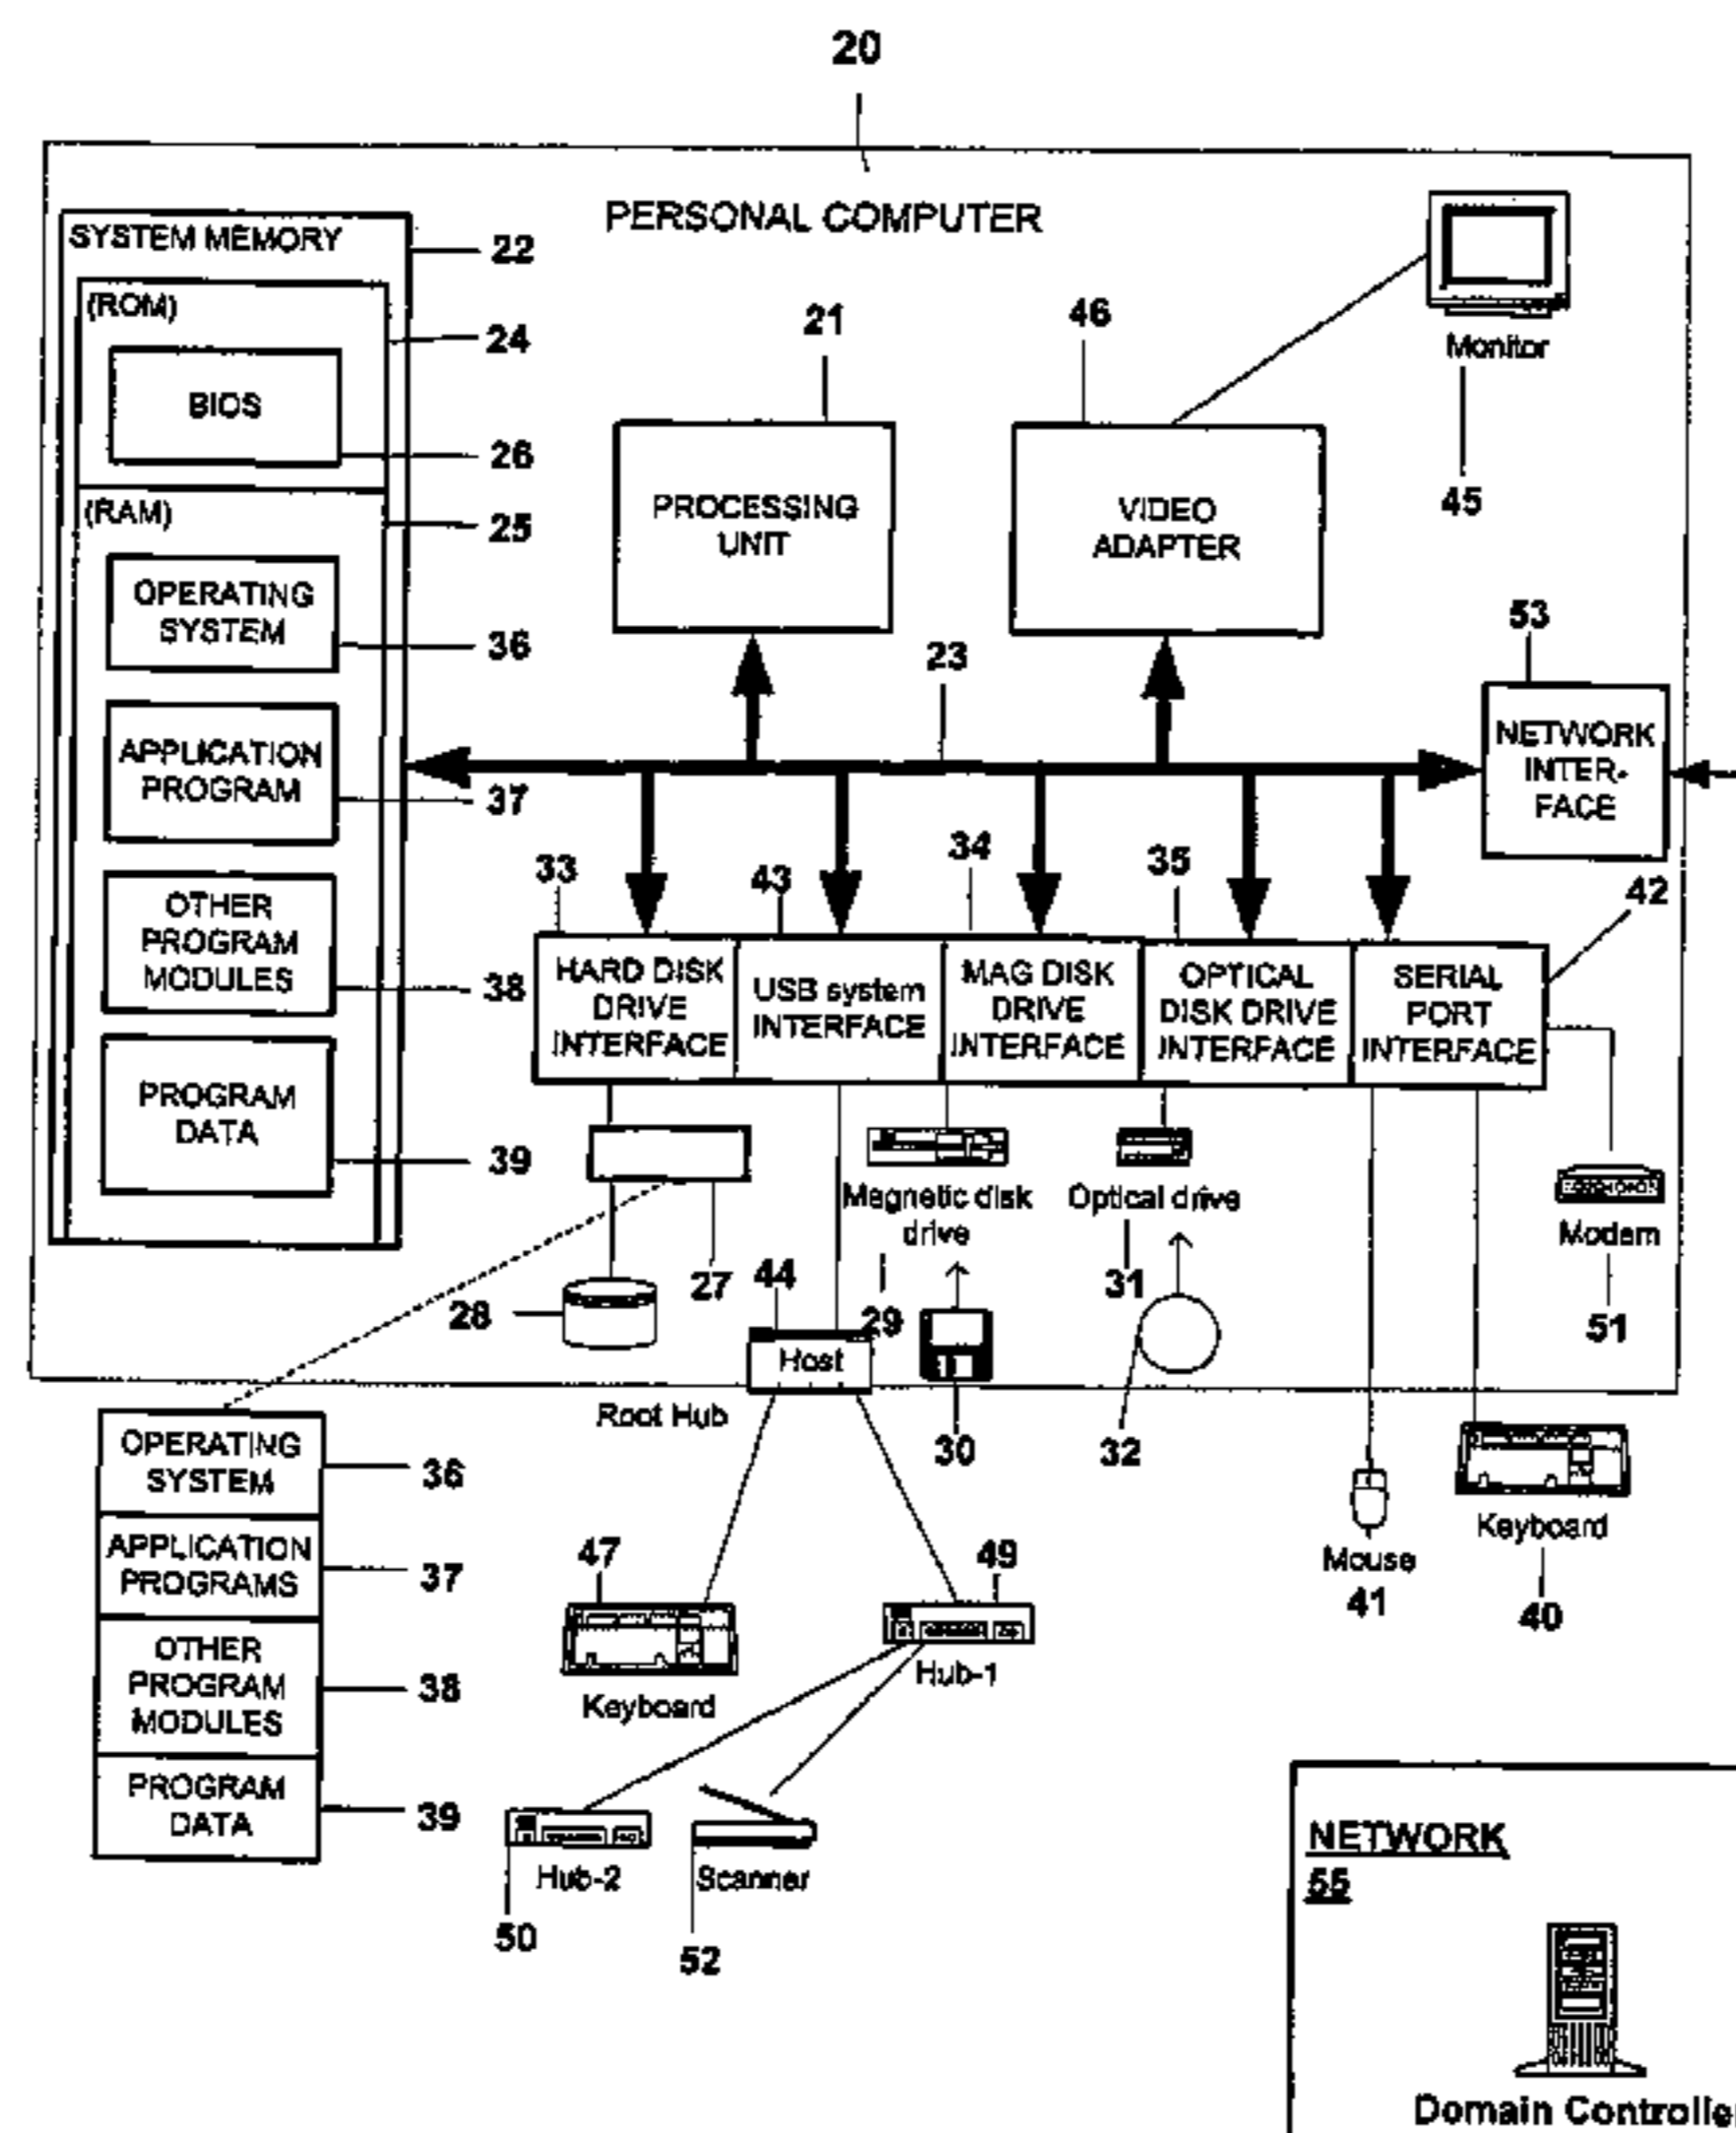 20
PERSONAL COMPUTER
SYSTEM MEMORY
22
(ROM)
24
BIOS
26
(RAM)
25
OPERATING
SYSTEM
36
APPLICATION
PROGRAM
37
OTHER
PROGRAM
MODULES
38
PROGRAM
DATA
39
21
PROCESSING
UNIT
46
VIDEO
ADAPTER
Monitor
45
23
53
NETWORK
INTER-
FACE
33
HARD DISK
DRIVE
INTERFACE
43
USB system
INTERFACE
34
MAG DISK
DRIVE
INTERFACE
35
OPTICAL
DISK DRIVE
INTERFACE
42
SERIAL
PORT
INTERFACE
27
28
44
Host
Root Hub
Magnetic disk
drive
29
30
Optical drive
31
32
Modem
51
Mouse
41
Keyboard
40
OPERATING
SYSTEM
36
APPLICATION
PROGRAMS
37
OTHER
PROGRAM
MODULES
38
PROGRAM
DATA
39
47
Keyboard
49
Hub-1
Hub-2
50
Scanner
52
NETWORK
55
Domain Controller